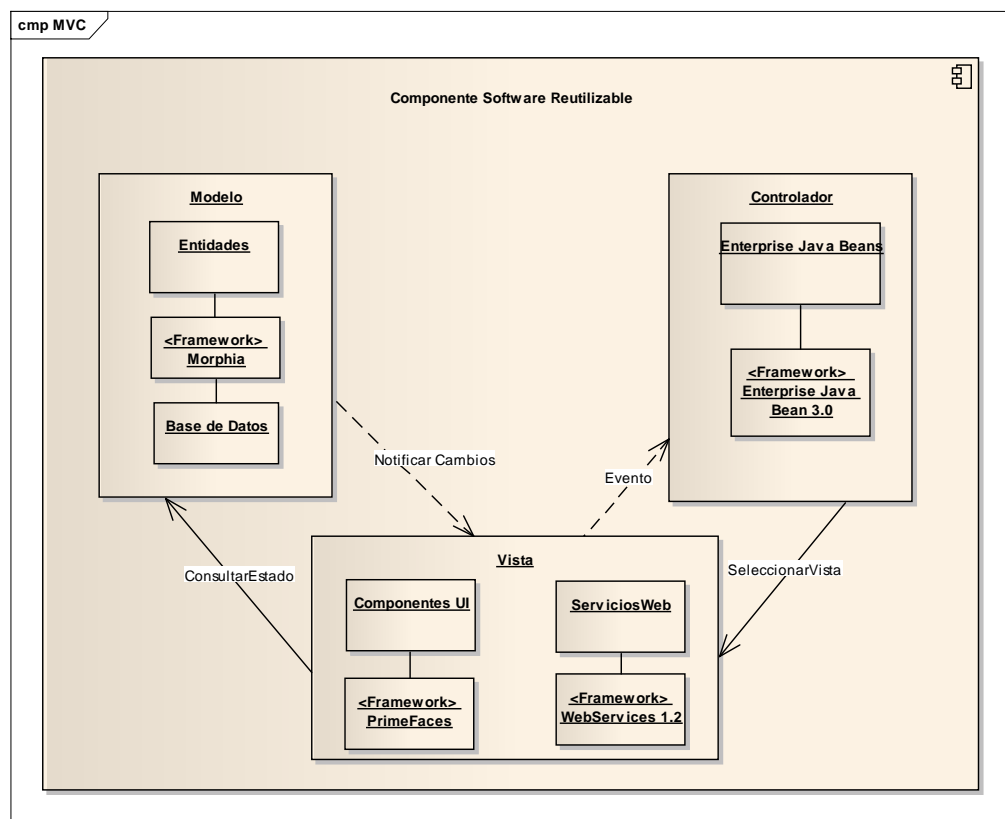 cmp MVC
Componente Software Reutilizable
Modelo
Entidades
<Framework>
Morphia
Base de Datos
Controlador
Enterprise Java Beans
<Framework>
Enterprise Java
Bean 3.0
Notificar Cambios
Evento
ConsultarEstado
SeleccionarVista
Vista
Componentes UI
<Framework>
PrimeFaces
ServiciosWeb
<Framework>
WebServices 1.2